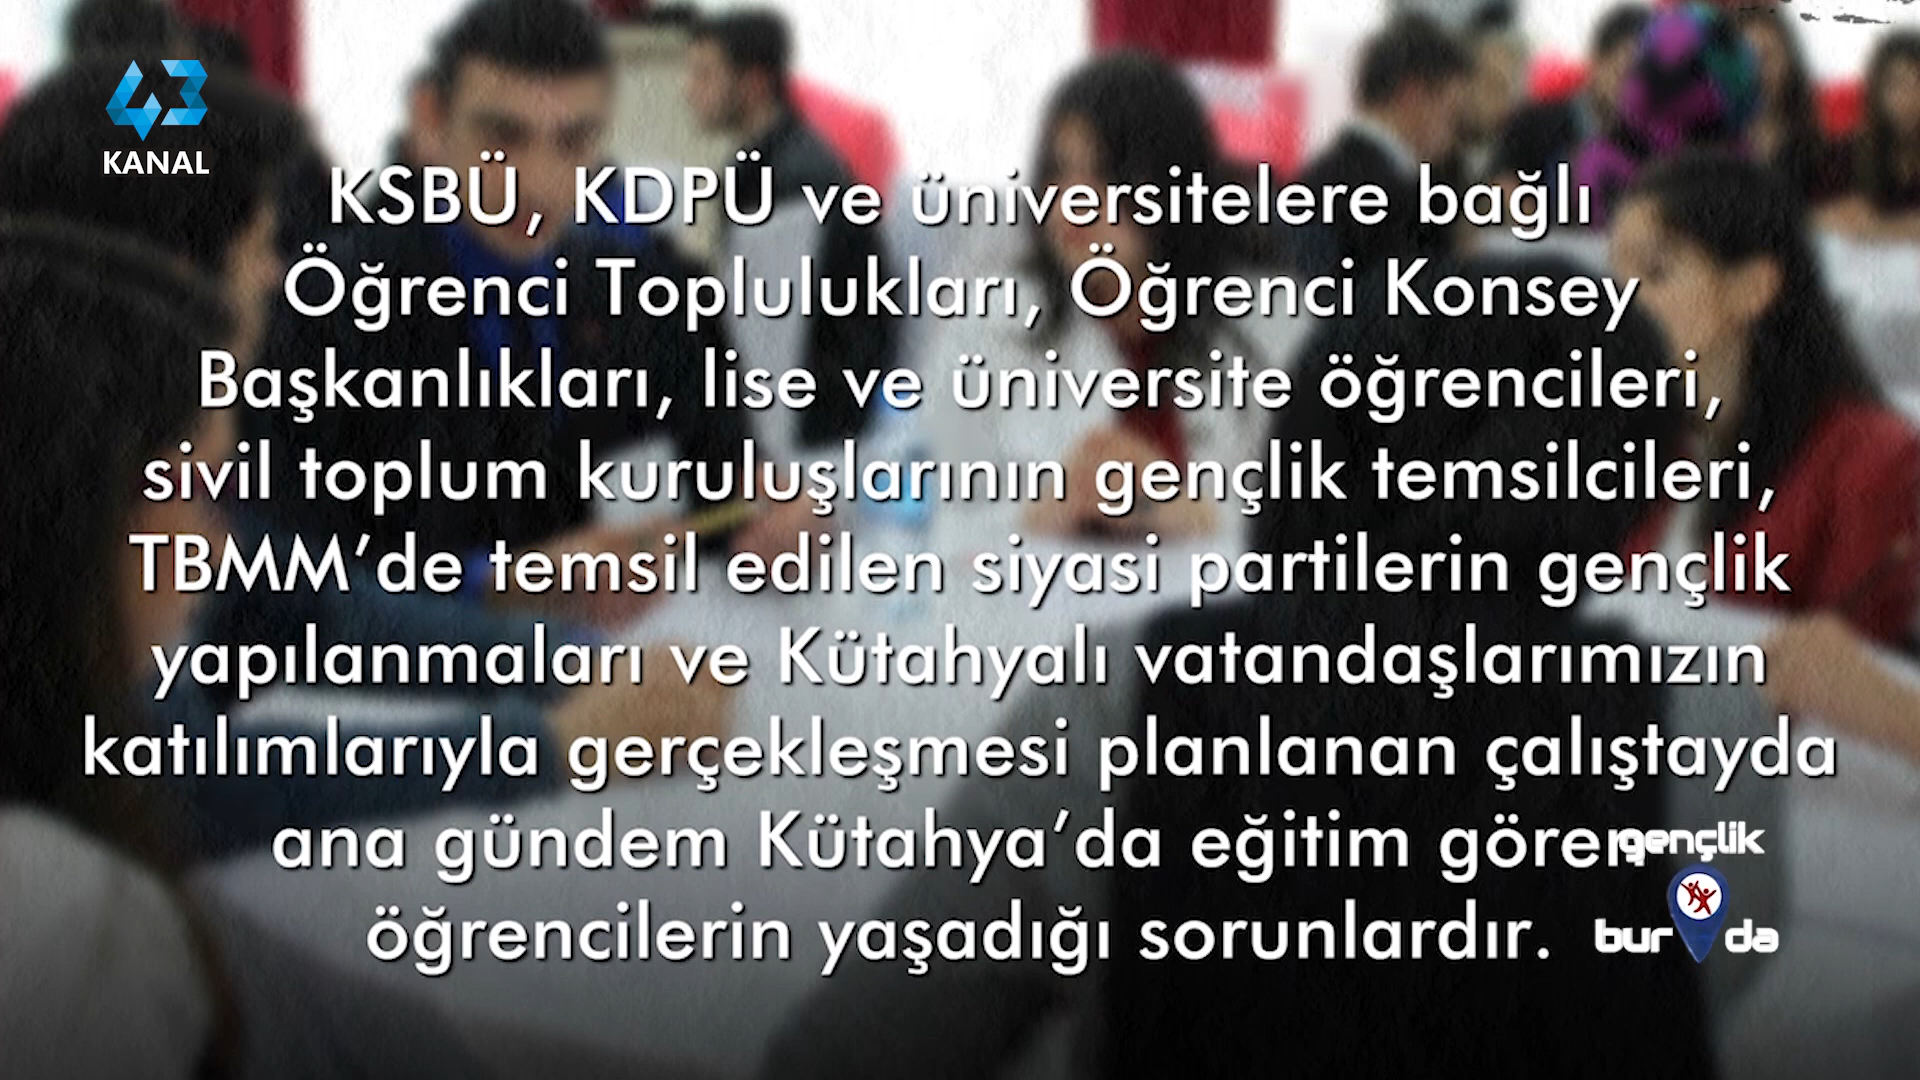 43
KANAL
KSBÜ, KDPÜ ve üniversitelere bağlı
Öğrenci Toplulukları, Öğrenci Konsey
Başkanlıkları, lise ve üniversite öğrencileri,
sivil toplum kuruluşlarının gençlik temsilcileri,
TBMM’de temsil edilen siyasi partilerin gençlik
yapılanmaları ve Kütahyalı vatandaşlarımızın
katılımlarıyla gerçekleşmesi planlanan çalıştayda
ana gündem Kütahya’da eğitim gören
öğrencilerin yaşadığı sorunlardır.
gençlik
burda